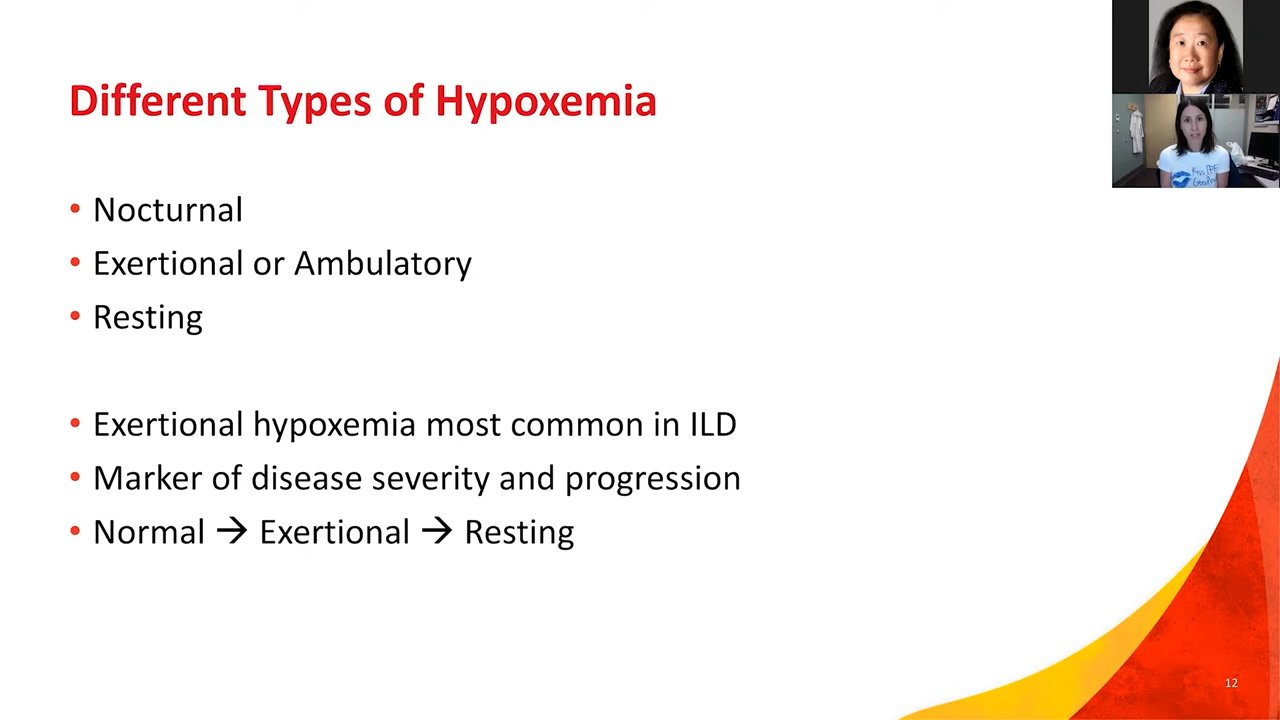 Different Types of Hypoxemia
• Nocturnal
• Exertional or Ambulatory
• Resting
• Exertional hypoxemia most common in ILD
• Marker of disease severity and progression
• Normal → Exertional → Resting
12